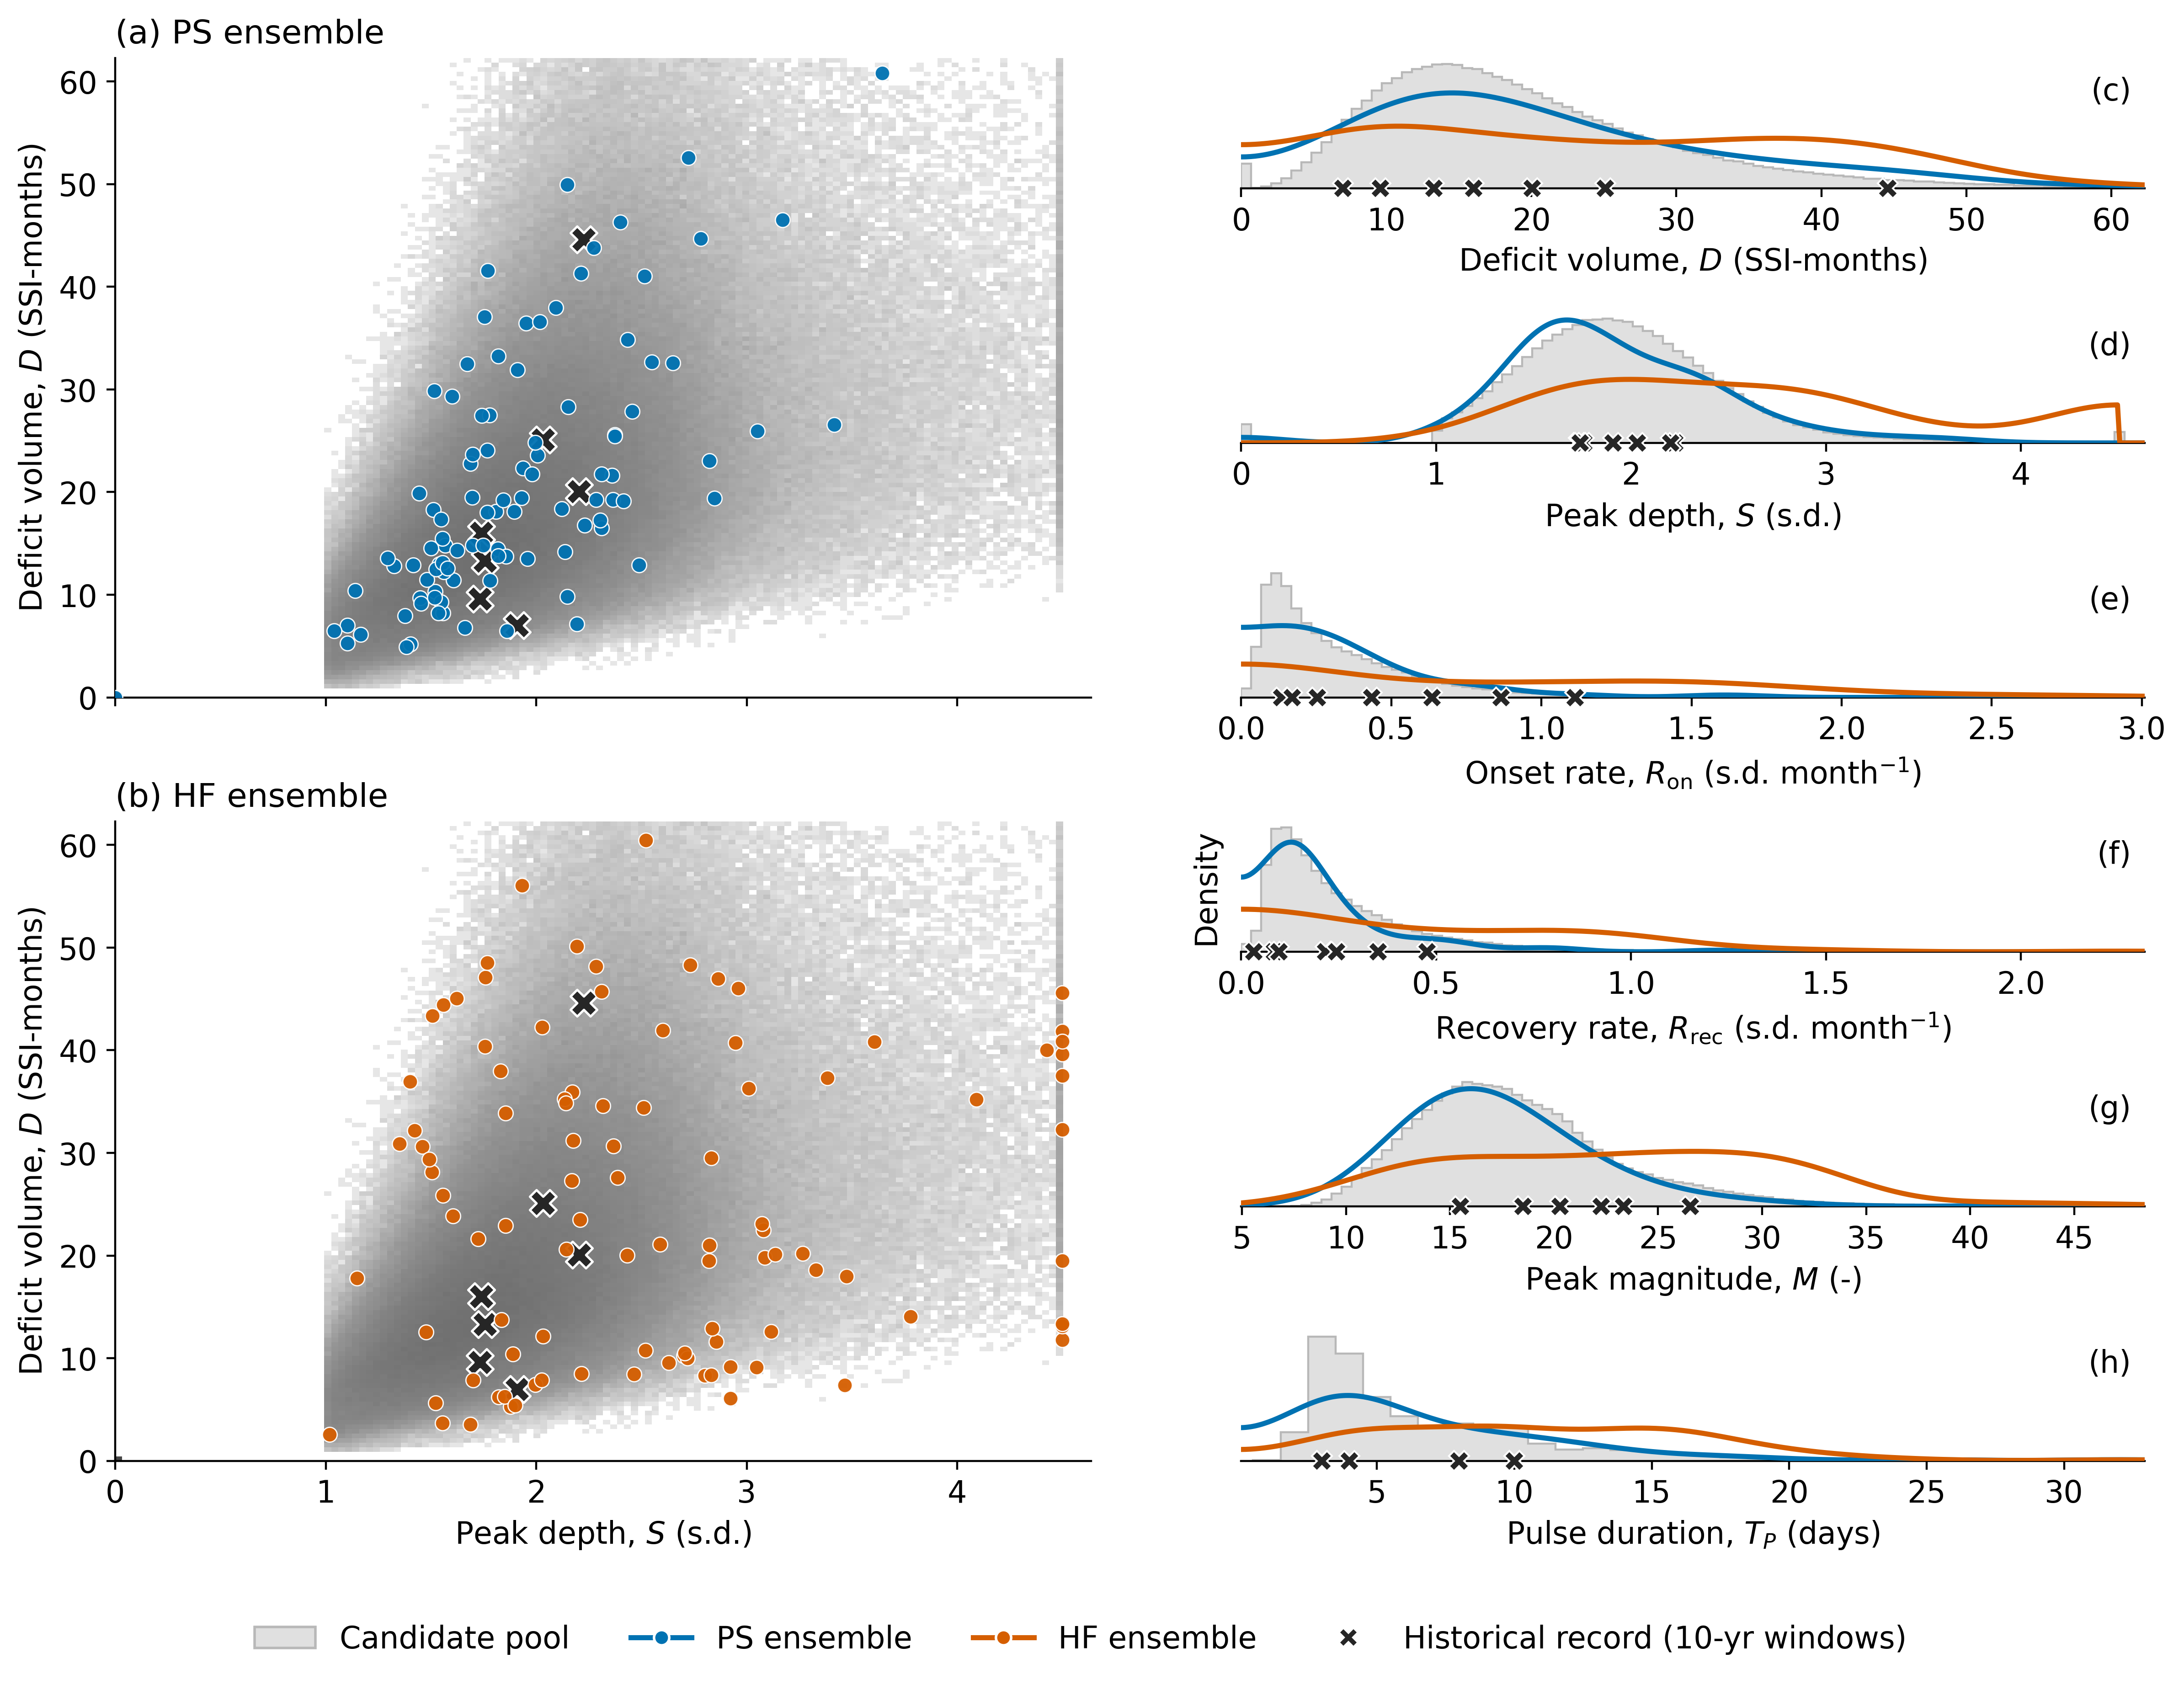 (a) PS ensemble
60
50
40
30
20
10
0
Deficit volume, D (SSI-months)
(b) HF ensemble
60
50
40
30
20
10
0
Deficit volume, D (SSI-months)
0 1 2 3 4
Peak depth, S (s.d.)
(c)
0 10 20 30 40 50 60
Deficit volume, D (SSI-months)
(d)
0 1 2 3 4
Peak depth, S (s.d.)
(e)
0.0 0.5 1.0 1.5 2.0 2.5 3.0
Onset rate, R_on (s.d. month⁻¹)
Density
(f)
0.0 0.5 1.0 1.5 2.0
Recovery rate, R_rec (s.d. month⁻¹)
(g)
5 10 15 20 25 30 35 40 45
Peak magnitude, M (-)
(h)
5 10 15 20 25 30
Pulse duration, T_P (days)
Candidate pool PS ensemble HF ensemble Historical record (10-yr windows)